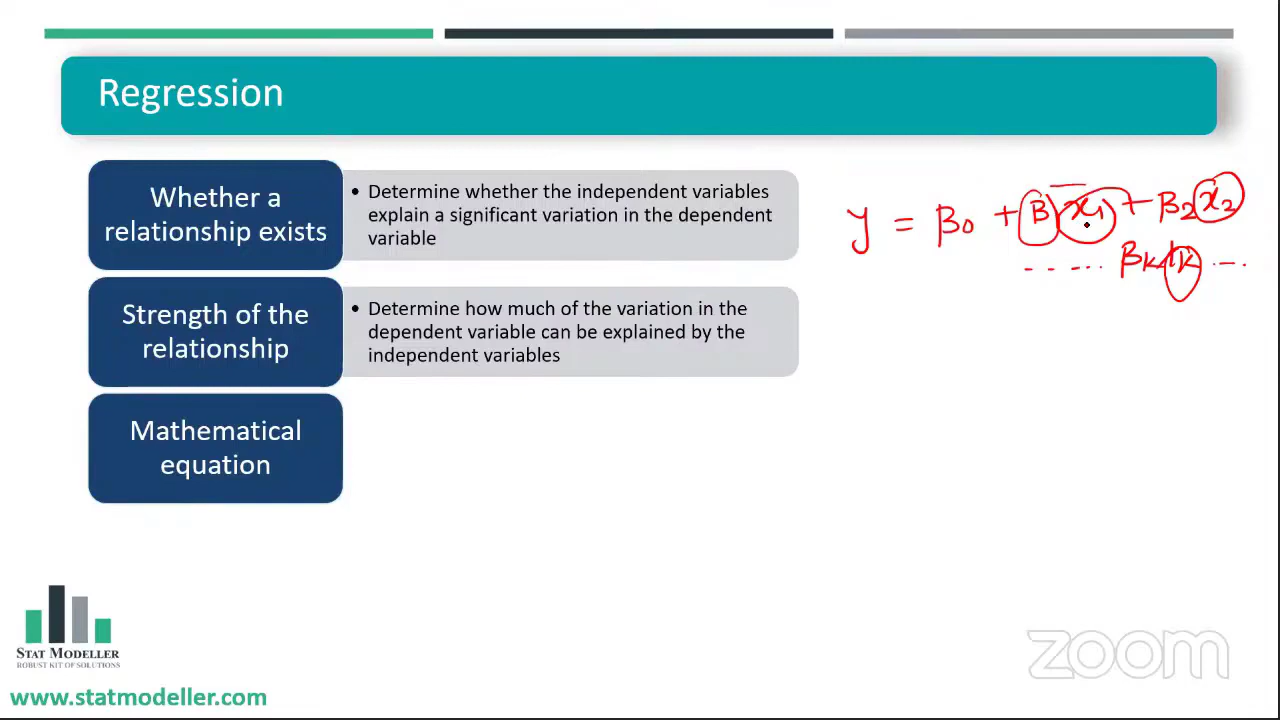 Regression
Whether a
relationship exists
• Determine whether the independent variables
explain a significant variation in the dependent
variable
y = β0 + β1 x1 + β2 x2
..... βk xk ....
Strength of the
relationship
• Determine how much of the variation in the
dependent variable can be explained by the
independent variables
Mathematical
equation
STAT MODELLER
ROBUST KIT OF SOLUTIONS
www.statmodeller.com
zoom